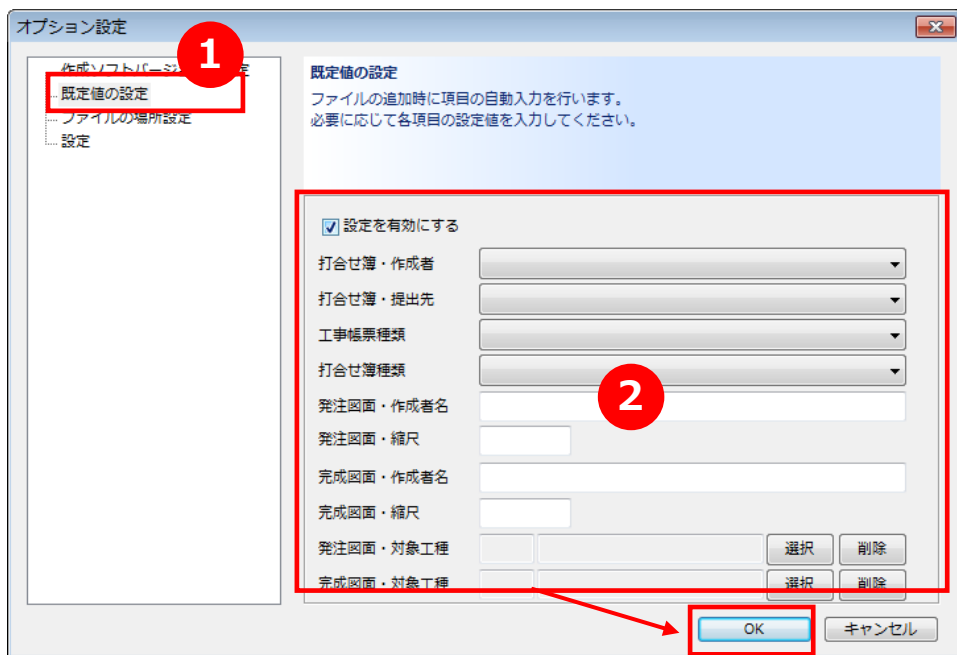 オプション設定
1
作成ソフトバージ
既定値の設定
ファイルの場所設定
設定
既定値の設定
ファイルの追加時に項目の自動入力を行います。
必要に応じて各項目の設定値を入力してください。
設定を有効にする
打合せ簿・作成者
打合せ簿・提出先
工事帳票種類
打合せ簿種類
2
発注図面・作成者名
発注図面・縮尺
完成図面・作成者名
完成図面・縮尺
発注図面・対象工種 選択 削除
完成図面・対象工種 選択 削除
OK キャンセル